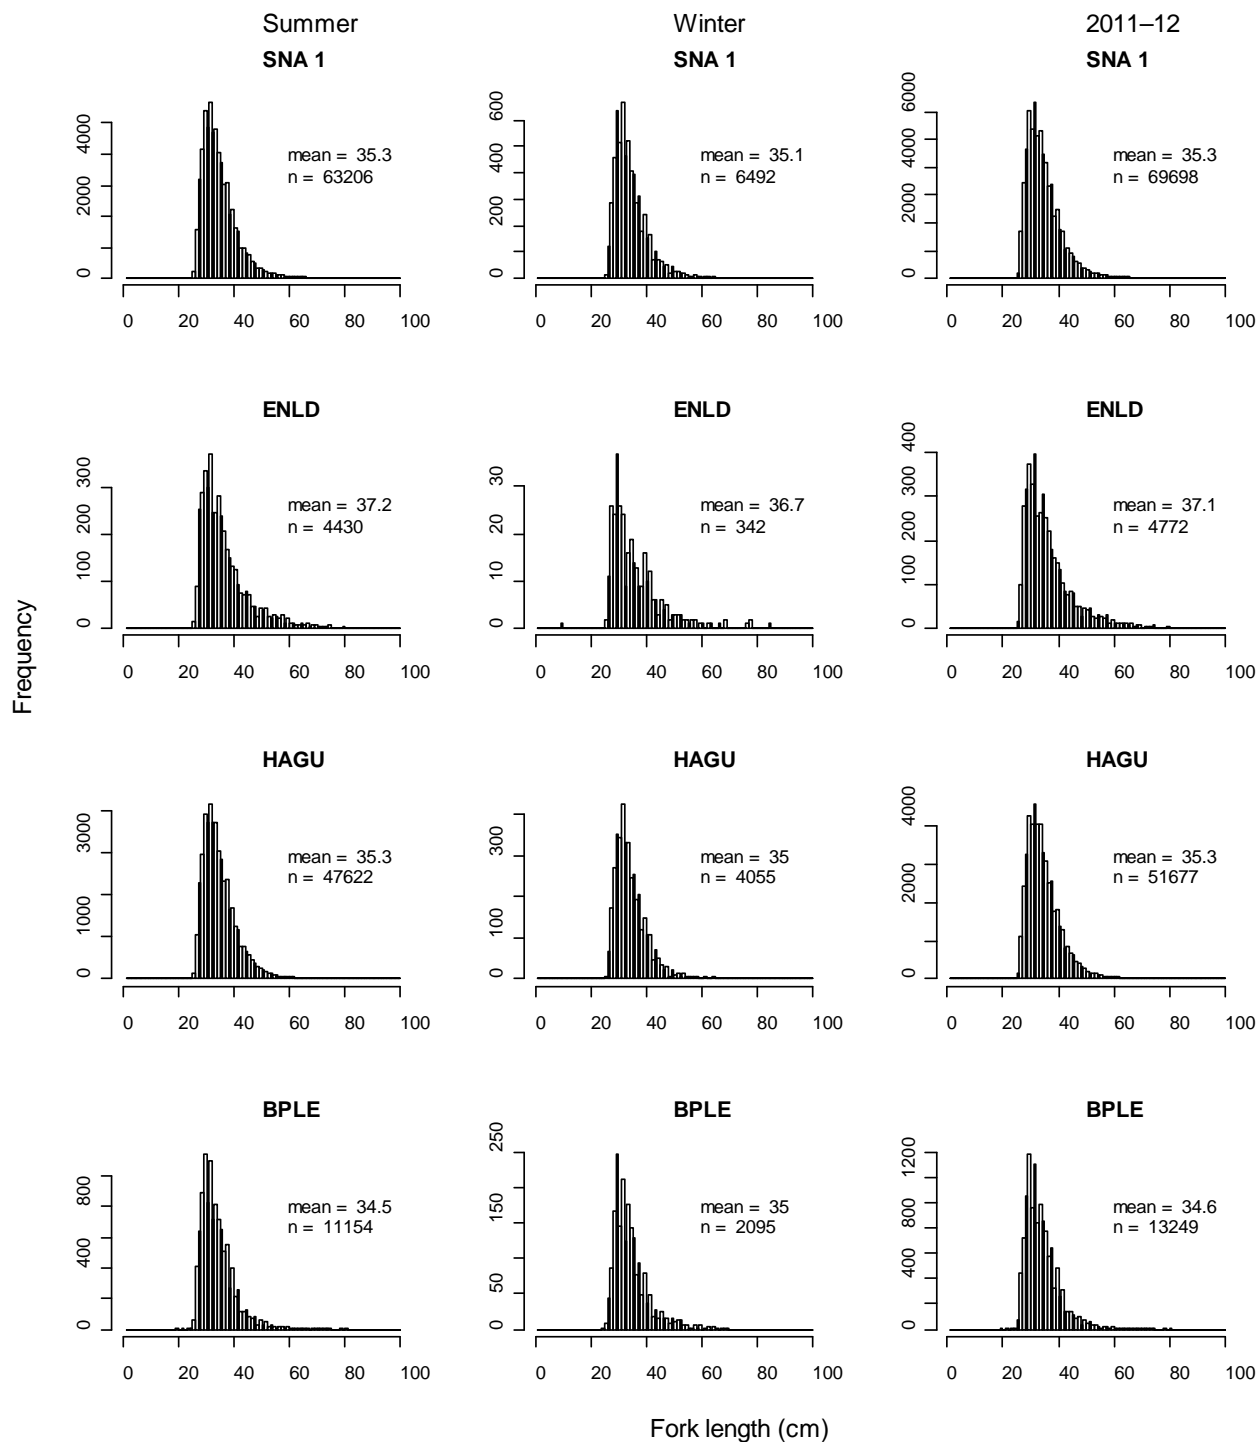 Summer Winter 2011–12
SNA 1 SNA 1 SNA 1
0 2000 4000
mean = 35.3
n = 63206
0 20 40 60 80 100
0 200 400 600
mean = 35.1
n = 6492
0 20 40 60 80 100
0 2000 4000 6000
mean = 35.3
n = 69698
0 20 40 60 80 100
ENLD ENLD ENLD
0 100 200 300
mean = 37.2
n = 4430
0 20 40 60 80 100
0 10 20 30
mean = 36.7
n = 342
0 20 40 60 80 100
0 100 200 300 400
mean = 37.1
n = 4772
0 20 40 60 80 100
Frequency
HAGU HAGU HAGU
0 1000 3000
mean = 35.3
n = 47622
0 20 40 60 80 100
0 100 300
mean = 35
n = 4055
0 20 40 60 80 100
0 2000 4000
mean = 35.3
n = 51677
0 20 40 60 80 100
BPLE BPLE BPLE
0 400 800
mean = 34.5
n = 11154
0 20 40 60 80 100
0 50 150 250
mean = 35
n = 2095
0 20 40 60 80 100
0 400 800 1200
mean = 34.6
n = 13249
0 20 40 60 80 100
Fork length (cm)